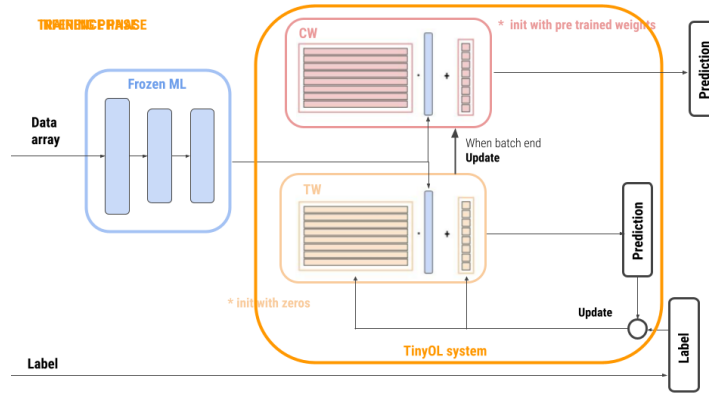 CW
* init with pre trained weights
Prediction
Frozen ML
Data
array
When batch end
Update
TW
Prediction
* init with zeros
Update
TinyOL system
Label
Label